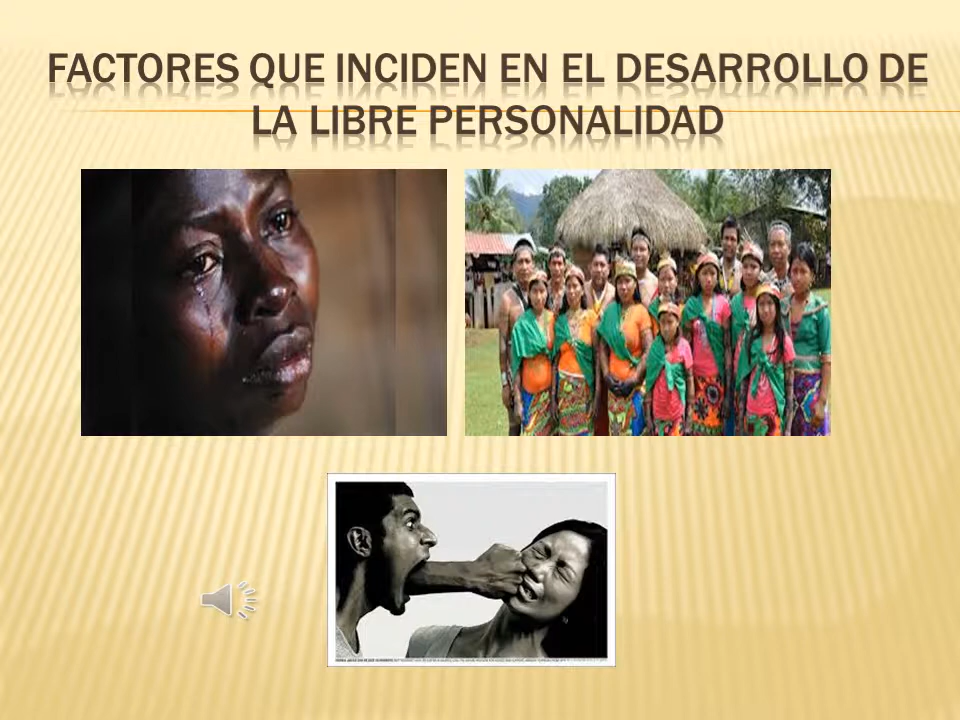 FACTORES QUE INCIDEN EN EL DESARROLLO DE
LA LIBRE PERSONALIDAD